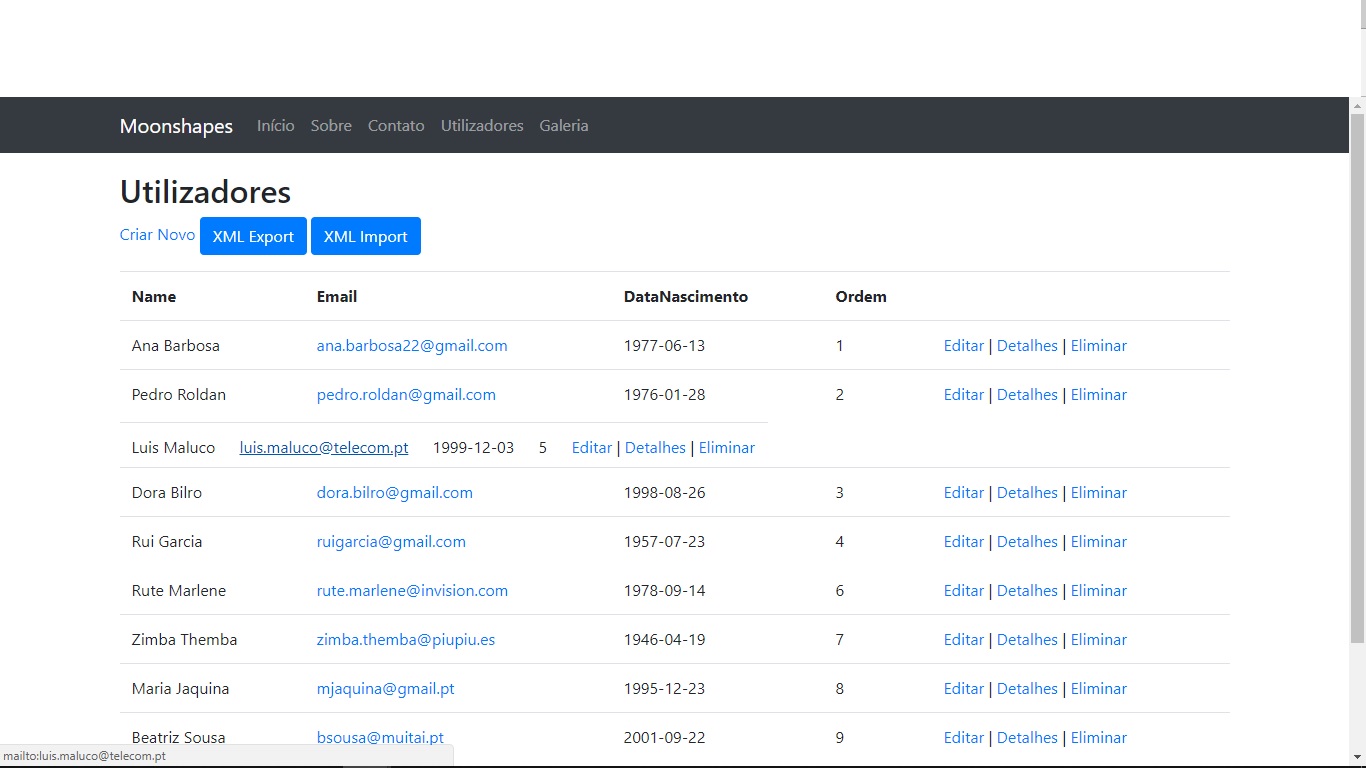 Moonshapes Início Sobre Contato Utilizadores Galeria
Utilizadores
Criar Novo XML Export XML Import
Name Email DataNascimento Ordem
Ana Barbosa ana.barbosa22@gmail.com 1977-06-13 1 Editar | Detalhes | Eliminar
Pedro Roldan pedro.roldan@gmail.com 1976-01-28 2 Editar | Detalhes | Eliminar
Luis Maluco luis.maluco@telecom.pt 1999-12-03 5 Editar | Detalhes | Eliminar
Dora Bilro dora.bilro@gmail.com 1998-08-26 3 Editar | Detalhes | Eliminar
Rui Garcia ruigarcia@gmail.com 1957-07-23 4 Editar | Detalhes | Eliminar
Rute Marlene rute.marlene@invision.com 1978-09-14 6 Editar | Detalhes | Eliminar
Zimba Themba zimba.themba@piupiu.es 1946-04-19 7 Editar | Detalhes | Eliminar
Maria Jaquina mjaquina@gmail.pt 1995-12-23 8 Editar | Detalhes | Eliminar
Beatriz Sousa bsousa@muitai.pt 2001-09-22 9 Editar | Detalhes | Eliminar
mailto:luis.maluco@telecom.pt